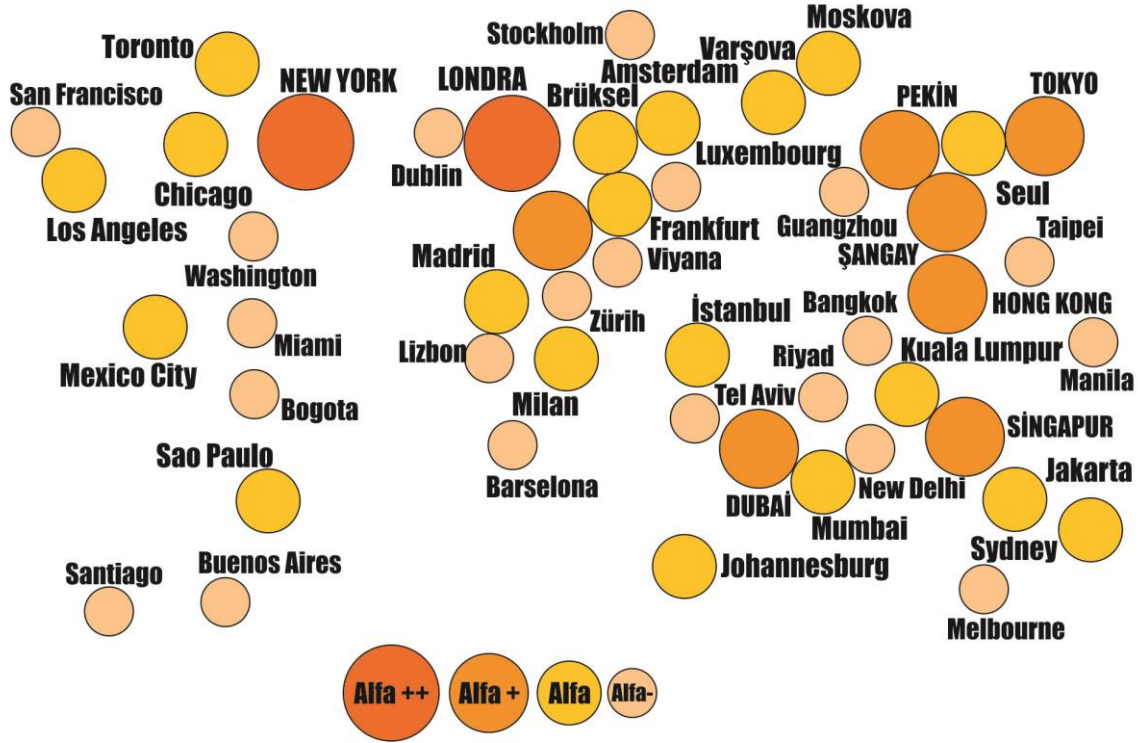 Moskova
Stockholm
Toronto
Varşova
Amsterdam
NEW YORK
LONDRA
TOKYO
San Francisco
Brüksel
PEKİN
Luxembourg
Dublin
Chicago
Seul
Los Angeles
Guangzhou
Taipei
Frankfurt
Madrid
ŞANGAY
Viyana
Washington
Bangkok
HONG KONG
İstanbul
Zürih
Miami
Lizbon
Riyad
Kuala Lumpur
Mexico City
Manila
Tel Aviv
Milan
Bogota
SİNGAPUR
Sao Paulo
Jakarta
Barselona
New Delhi
DUBAİ
Mumbai
Sydney
Buenos Aires
Johannesburg
Santiago
Melbourne
Alfa ++
Alfa +
Alfa
Alfa-